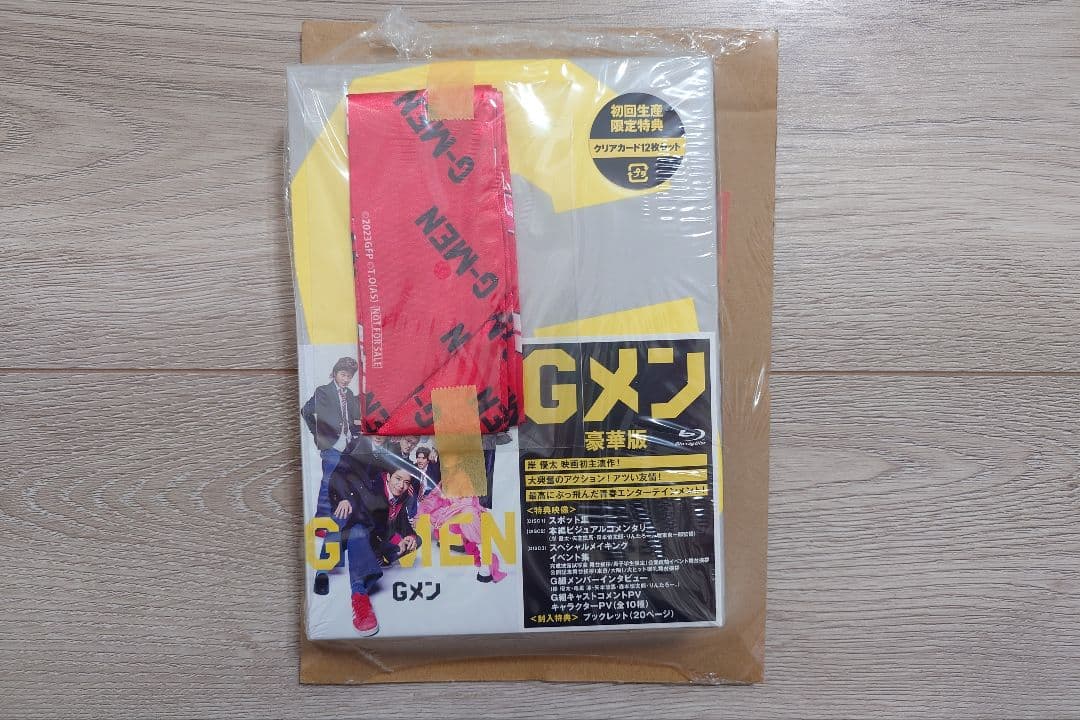 G-MEN
G-MEN
©2023GFP ©T.O(AS) NOT FOR SALE
初回生産
限定特典
クリアカード12枚セット
Gメン
豪華版
Blu-ray Disc
岸 優太 映画初主演作!
大興奮のアクション!アツい友情!
最高にぶっ飛んだ青春エンターテインメント!
<特典映像>
[DISC1] スポット集
[DISC2] 本編ビジュアルコメンタリー
[DISC3] スペシャルメイキング
イベント集
G組メンバーインタビュー
G組キャストコメントPV
キャラクターPV(全10種)
<封入特典> ブックレット(20ページ)
G-MEN
Gメン